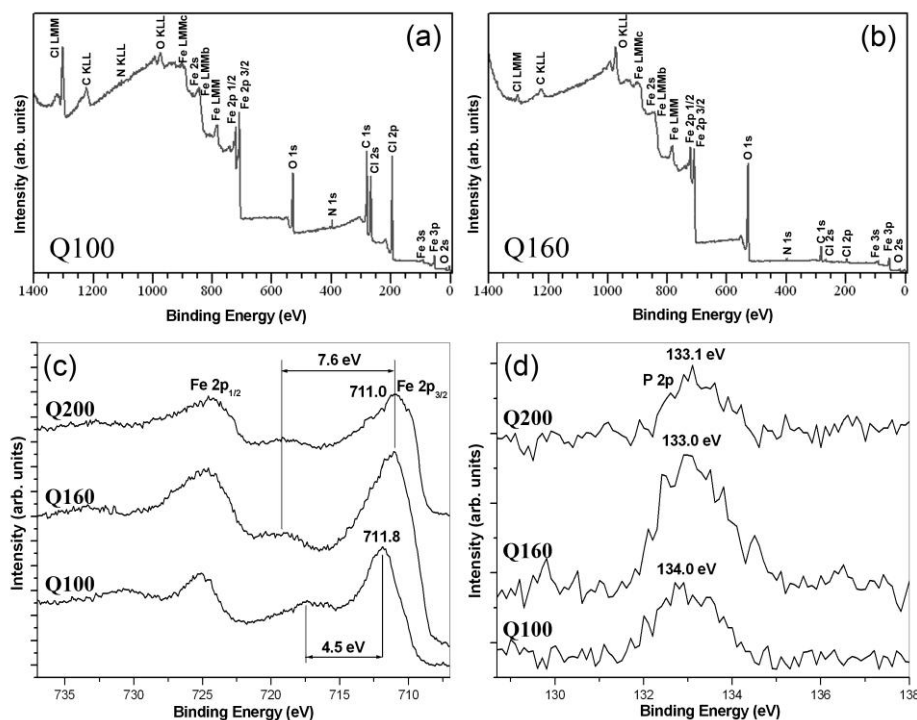 (a)
Cl LMM
C KLL
N KLL
O KLL
Fe LMMc
Fe 2s
Fe LMMb
Fe LMM
Fe 2p 1/2
Fe 2p 3/2
O 1s
N 1s
C 1s
Cl 2s
Cl 2p
Fe 3s
Fe 3p
O 2s
Q100
Intensity (arb. units)
1400 1200 1000 800 600 400 200 0
Binding Energy (eV)
(b)
Cl LMM
C KLL
O KLL
Fe LMMc
Fe 2s
Fe LMMb
Fe LMM
Fe 2p 1/2
Fe 2p 3/2
O 1s
N 1s
C 1s
Cl 2s
Cl 2p
Fe 3s
Fe 3p
O 2s
Q160
Intensity (arb. units)
1400 1200 1000 800 600 400 200 0
Binding Energy (eV)
(c)
7.6 eV
Fe 2p1/2
711.0 Fe 2p3/2
Q200
Q160
711.8
Q100
4.5 eV
Intensity (arb. units)
735 730 725 720 715 710
Binding Energy (eV)
(d)
133.1 eV
P 2p
Q200
133.0 eV
Q160
134.0 eV
Q100
Intensity (arb. units)
130 132 134 136 138
Binding Energy (eV)